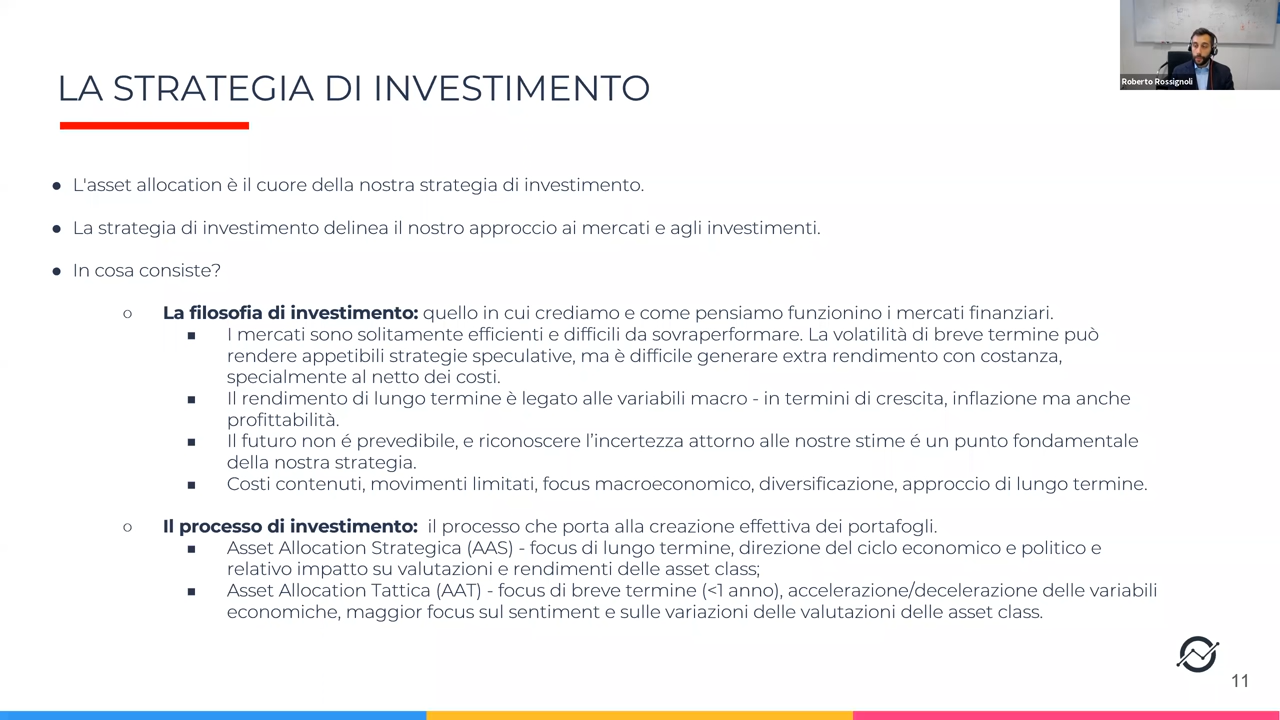 LA STRATEGIA DI INVESTIMENTO
Roberto Rossignoli
● L'asset allocation è il cuore della nostra strategia di investimento.
● La strategia di investimento delinea il nostro approccio ai mercati e agli investimenti.
● In cosa consiste?
○ La filosofia di investimento: quello in cui crediamo e come pensiamo funzionino i mercati finanziari.
■ I mercati sono solitamente efficienti e difficili da sovraperformare. La volatilità di breve termine può
rendere appetibili strategie speculative, ma è difficile generare extra rendimento con costanza,
specialmente al netto dei costi.
■ Il rendimento di lungo termine è legato alle variabili macro - in termini di crescita, inflazione ma anche
profittabilità.
■ Il futuro non é prevedibile, e riconoscere l’incertezza attorno alle nostre stime é un punto fondamentale
della nostra strategia.
■ Costi contenuti, movimenti limitati, focus macroeconomico, diversificazione, approccio di lungo termine.
○ Il processo di investimento: il processo che porta alla creazione effettiva dei portafogli.
■ Asset Allocation Strategica (AAS) - focus di lungo termine, direzione del ciclo economico e politico e
relativo impatto su valutazioni e rendimenti delle asset class;
■ Asset Allocation Tattica (AAT) - focus di breve termine (<1 anno), accelerazione/decelerazione delle variabili
economiche, maggior focus sul sentiment e sulle variazioni delle valutazioni delle asset class.
11